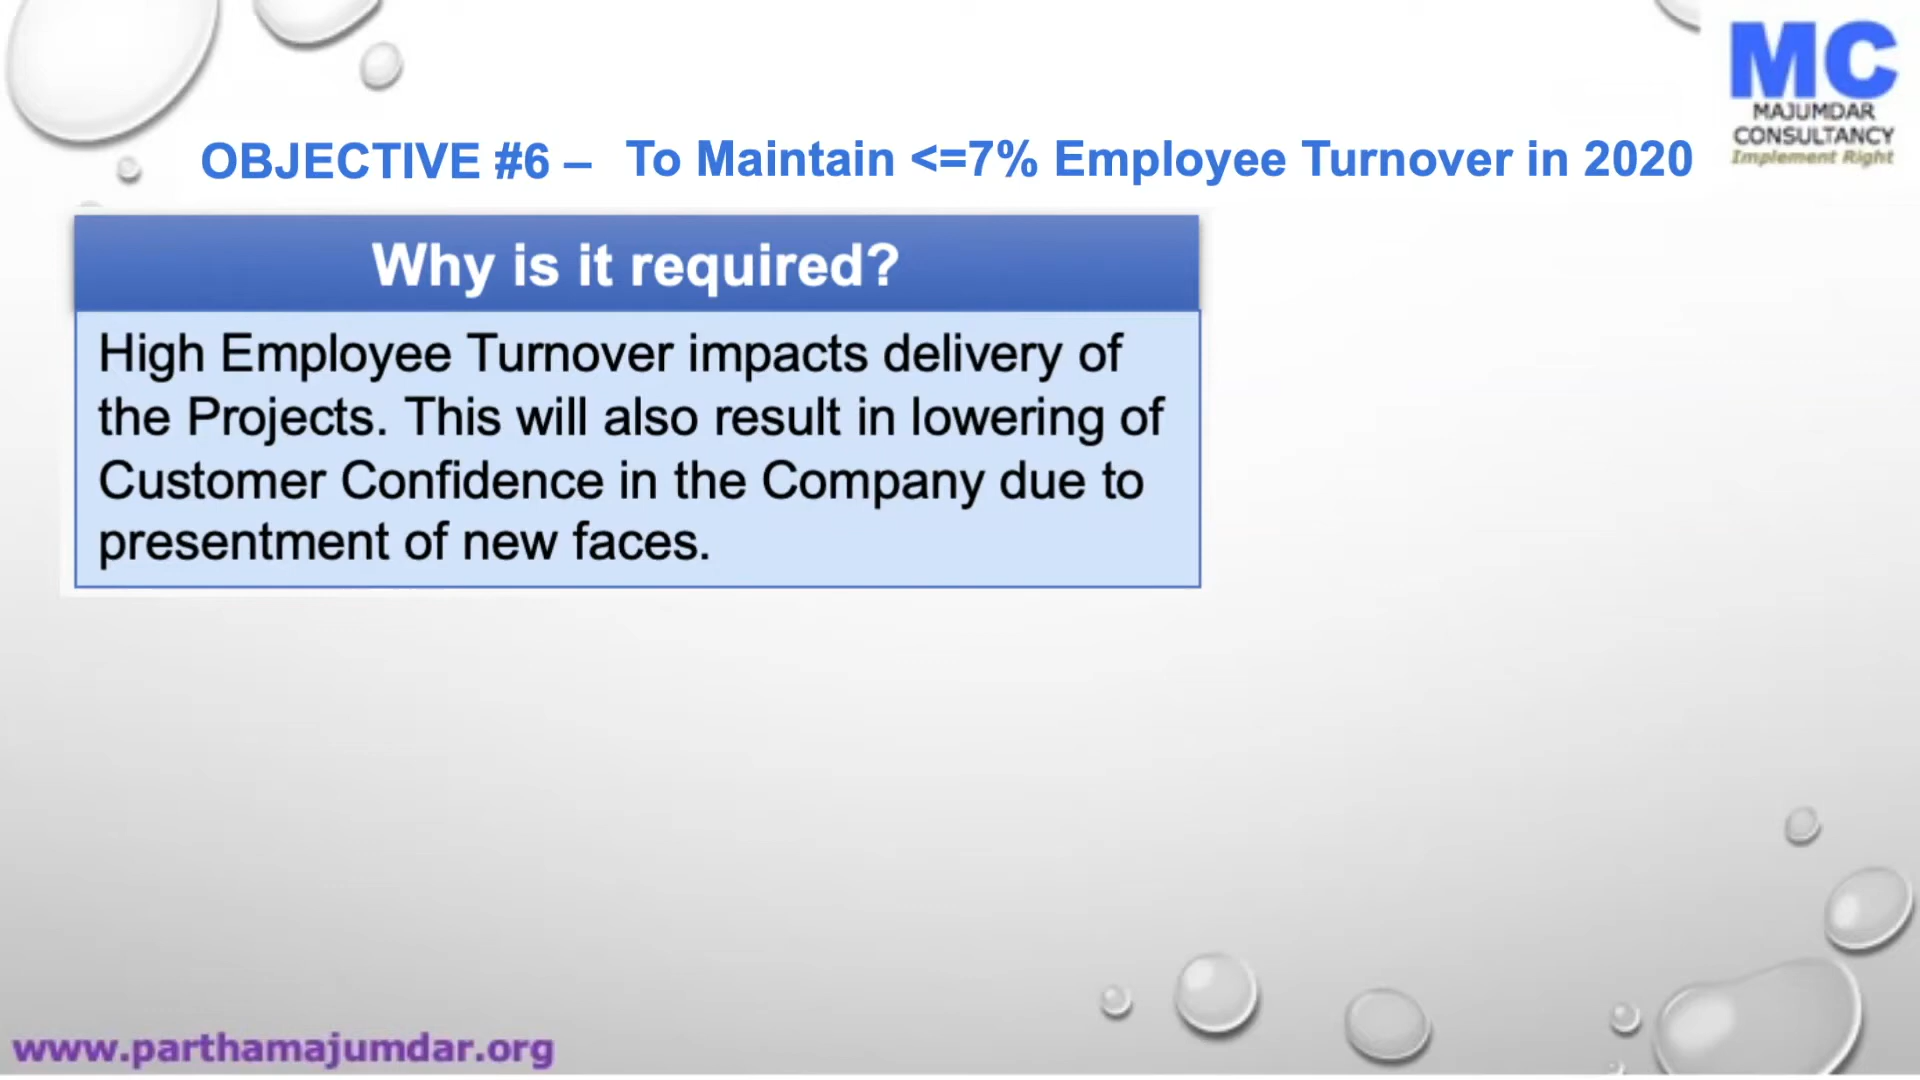 MC
MAJUMDAR
CONSULTANCY
Implement Right
OBJECTIVE #6 – To Maintain <=7% Employee Turnover in 2020
Why is it required?
High Employee Turnover impacts delivery of
the Projects. This will also result in lowering of
Customer Confidence in the Company due to
presentment of new faces.
www.parthamajumdar.org